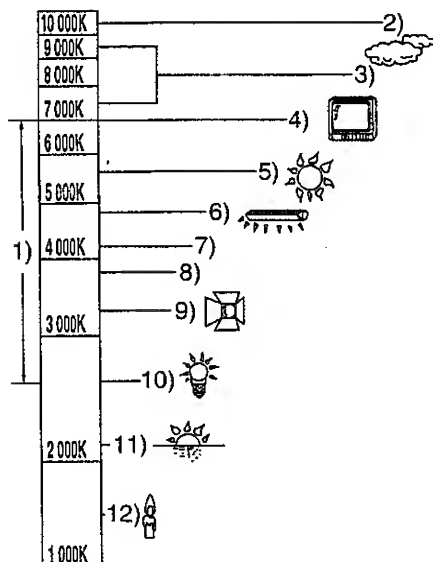 10 000K
2)
9 000K
8 000K
3)
7 000K
4)
6 000K
5)
5 000K
6)
1)
4 000K
7)
8)
9)
3 000K
10)
11)
2 000K
12)
1 000K